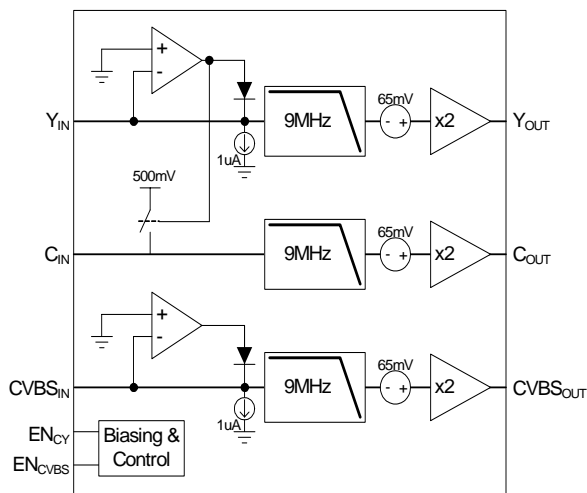 +
-
Y_IN
1uA
9MHz
65mV
- +
x2
Y_OUT
500mV
C_IN
9MHz
65mV
- +
x2
C_OUT
+
-
CVBS_IN
1uA
9MHz
65mV
- +
x2
CVBS_OUT
EN_CY
EN_CVBS
Biasing &
Control